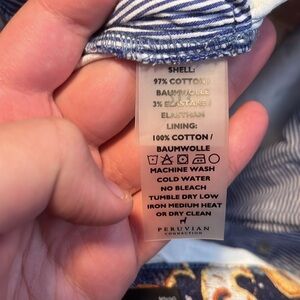 SHELL:
97% COTTON/
BAUMWOLLE
3% ELASTANE/
ELASTHAN
LINING:
100% COTTON /
BAUMWOLLE
MACHINE WASH
COLD WATER
NO BLEACH
TUMBLE DRY LOW
IRON MEDIUM HEAT
OR DRY CLEAN
PERUVIAN
CONNECTION